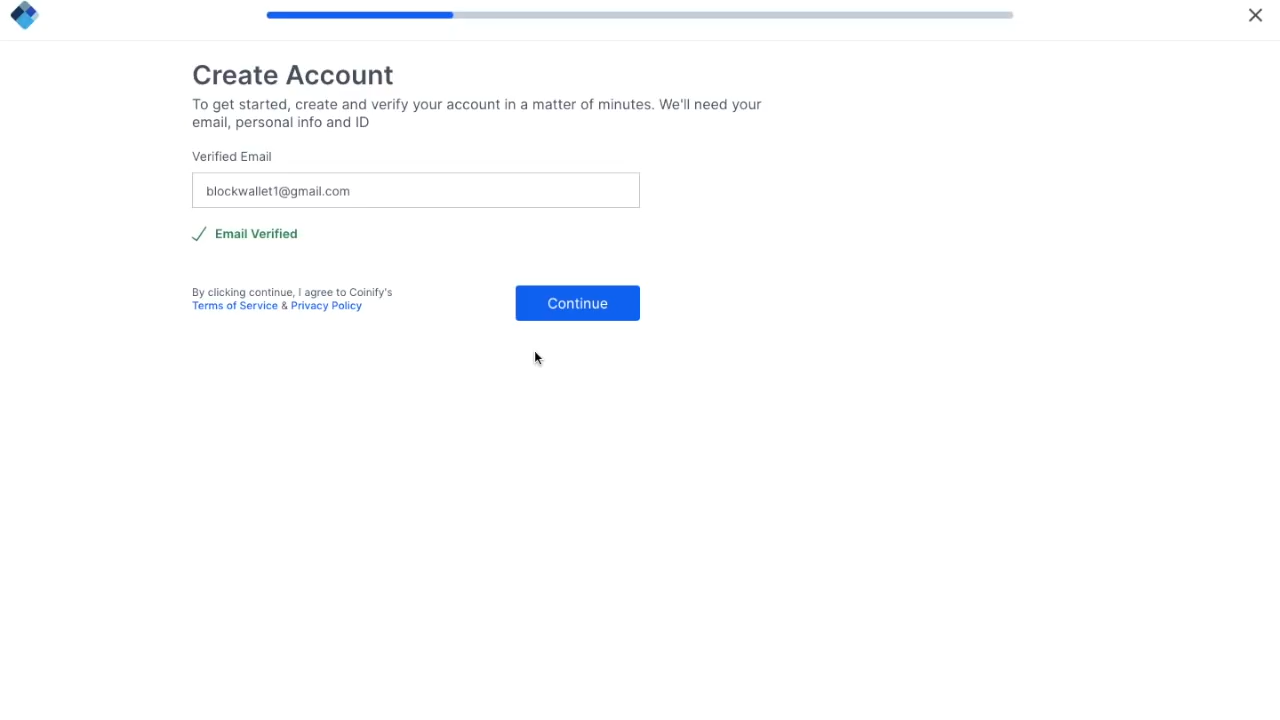 Create Account
To get started, create and verify your account in a matter of minutes. We'll need your
email, personal info and ID
Verified Email
blockwallet1@gmail.com
Email Verified
By clicking continue, I agree to Coinify's
Terms of Service & Privacy Policy
Continue